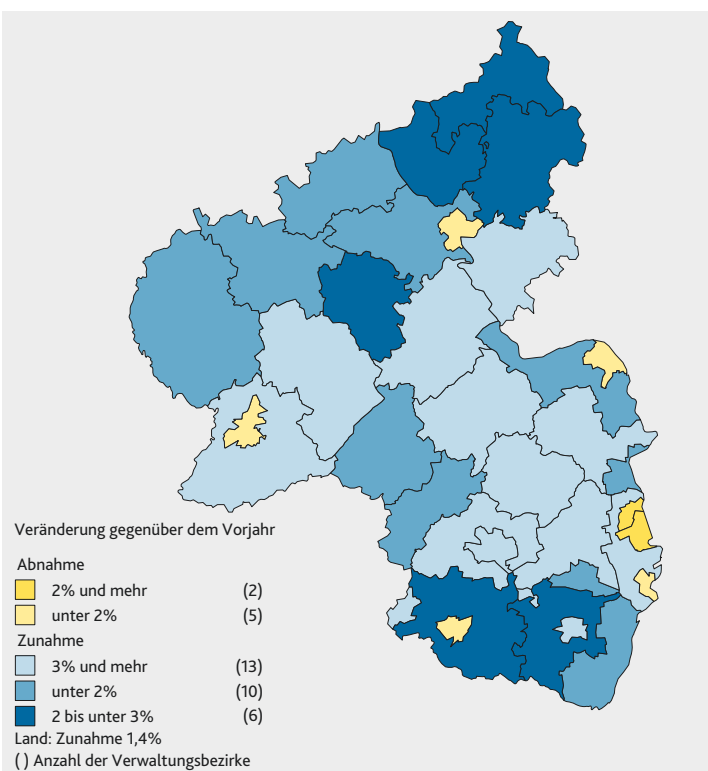 Veränderung gegenüber dem Vorjahr
Abnahme
2% und mehr (2)
unter 2% (5)
Zunahme
3% und mehr (13)
unter 2% (10)
2 bis unter 3% (6)
Land: Zunahme 1,4%
( ) Anzahl der Verwaltungsbezirke